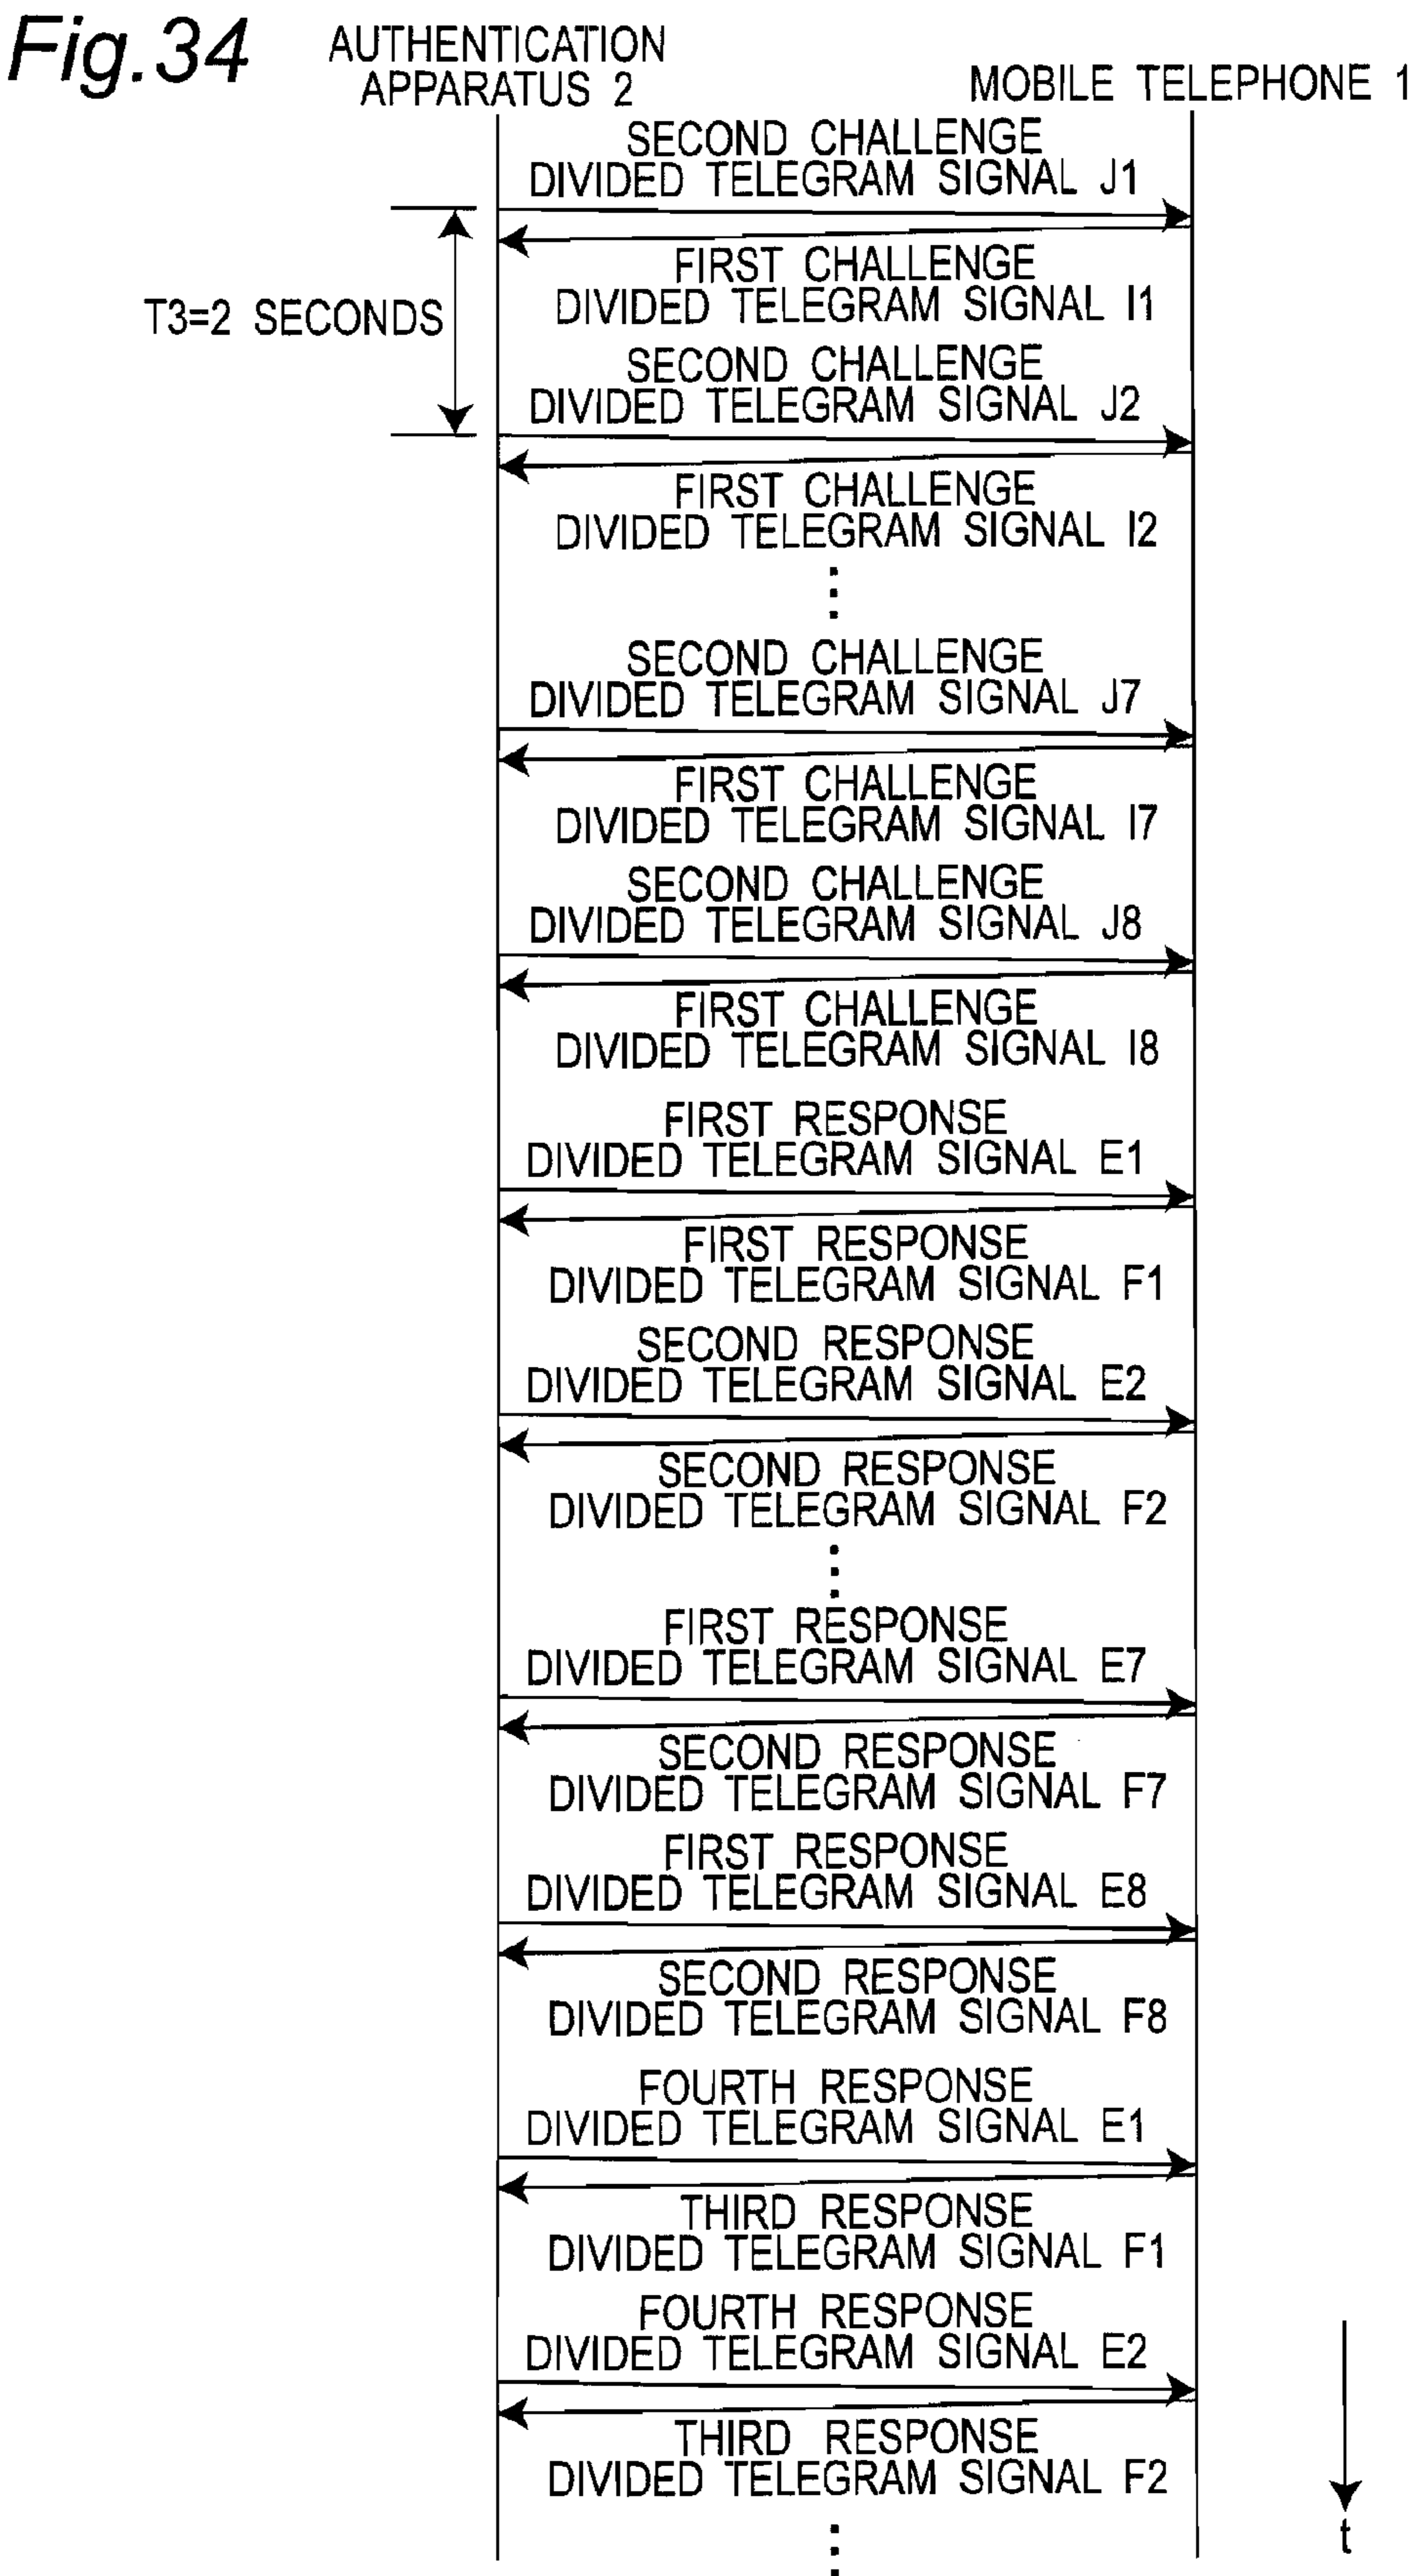 Fig.34
AUTHENTICATION
APPARATUS 2
MOBILE TELEPHONE 1
SECOND CHALLENGE
DIVIDED TELEGRAM SIGNAL J1
FIRST CHALLENGE
DIVIDED TELEGRAM SIGNAL I1
T3=2 SECONDS
SECOND CHALLENGE
DIVIDED TELEGRAM SIGNAL J2
FIRST CHALLENGE
DIVIDED TELEGRAM SIGNAL I2
SECOND CHALLENGE
DIVIDED TELEGRAM SIGNAL J7
FIRST CHALLENGE
DIVIDED TELEGRAM SIGNAL I7
SECOND CHALLENGE
DIVIDED TELEGRAM SIGNAL J8
FIRST CHALLENGE
DIVIDED TELEGRAM SIGNAL I8
FIRST RESPONSE
DIVIDED TELEGRAM SIGNAL E1
FIRST RESPONSE
DIVIDED TELEGRAM SIGNAL F1
SECOND RESPONSE
DIVIDED TELEGRAM SIGNAL E2
SECOND RESPONSE
DIVIDED TELEGRAM SIGNAL F2
FIRST RESPONSE
DIVIDED TELEGRAM SIGNAL E7
SECOND RESPONSE
DIVIDED TELEGRAM SIGNAL F7
FIRST RESPONSE
DIVIDED TELEGRAM SIGNAL E8
SECOND RESPONSE
DIVIDED TELEGRAM SIGNAL F8
FOURTH RESPONSE
DIVIDED TELEGRAM SIGNAL E1
THIRD RESPONSE
DIVIDED TELEGRAM SIGNAL F1
FOURTH RESPONSE
DIVIDED TELEGRAM SIGNAL E2
THIRD RESPONSE
DIVIDED TELEGRAM SIGNAL F2
t